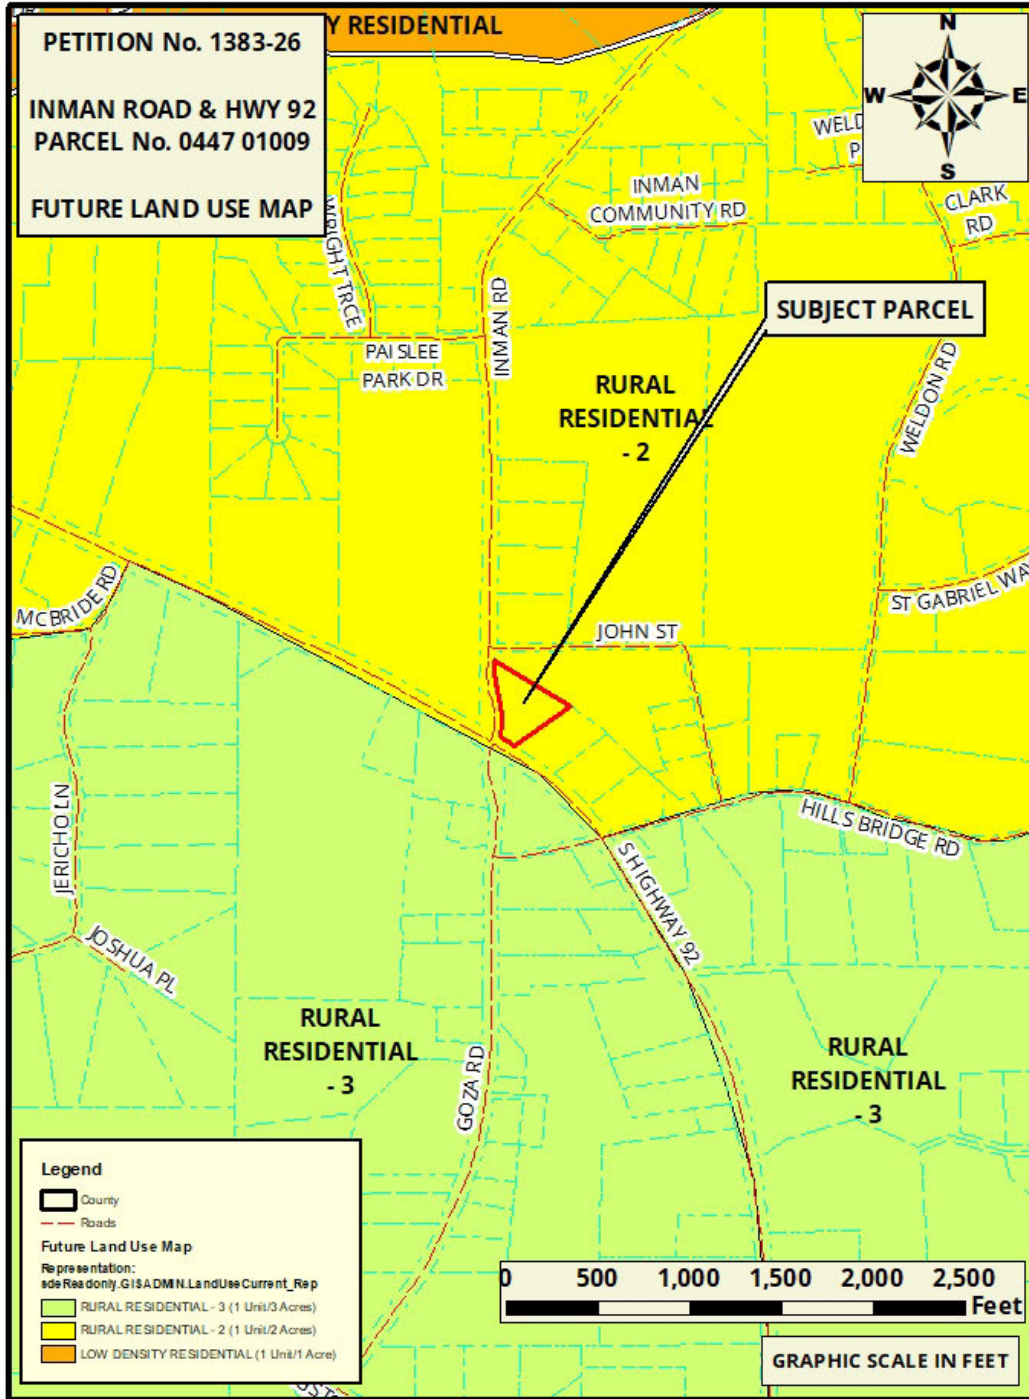 PETITION No. 1383-26
INMAN ROAD & HWY 92
PARCEL No. 0447 01009
FUTURE LAND USE MAP
Y RESIDENTIAL
N
W
E
S
WELD
P
CLARK
RD
INMAN
COMMUNITY RD
WRIGHT TRCE
INMAN RD
SUBJECT PARCEL
PAISLEE
PARK DR
RURAL
RESIDENTIAL
- 2
WELDON RD
MCBRIDE RD
ST GABRIEL WAY
JOHN ST
JERICHO LN
HILLS BRIDGE RD
S HIGHWAY 92
JOSHUA PL
RURAL
RESIDENTIAL
- 3
GOZA RD
RURAL
RESIDENTIAL
- 3
Legend
County
Roads
Future Land Use Map
Representation:
sdeReadonly.GISADMIN.LandUseCurrent_Rep
RURAL RESIDENTIAL - 3 (1 Unit/3 Acres)
RURAL RESIDENTIAL - 2 (1 Unit/2 Acres)
LOW DENSITY RESIDENTIAL (1 Unit/1 Acre)
0 500 1,000 1,500 2,000 2,500
Feet
GRAPHIC SCALE IN FEET